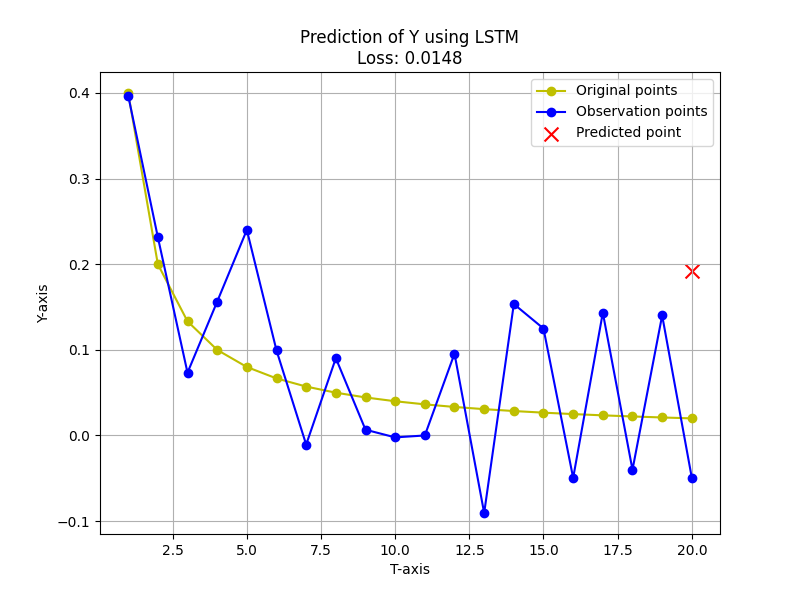 Prediction of Y using LSTM
Loss: 0.0148
Original points
Observation points
Predicted point
0.4
0.3
0.2
0.1
0.0
−0.1
Y-axis
2.5 5.0 7.5 10.0 12.5 15.0 17.5 20.0
T-axis